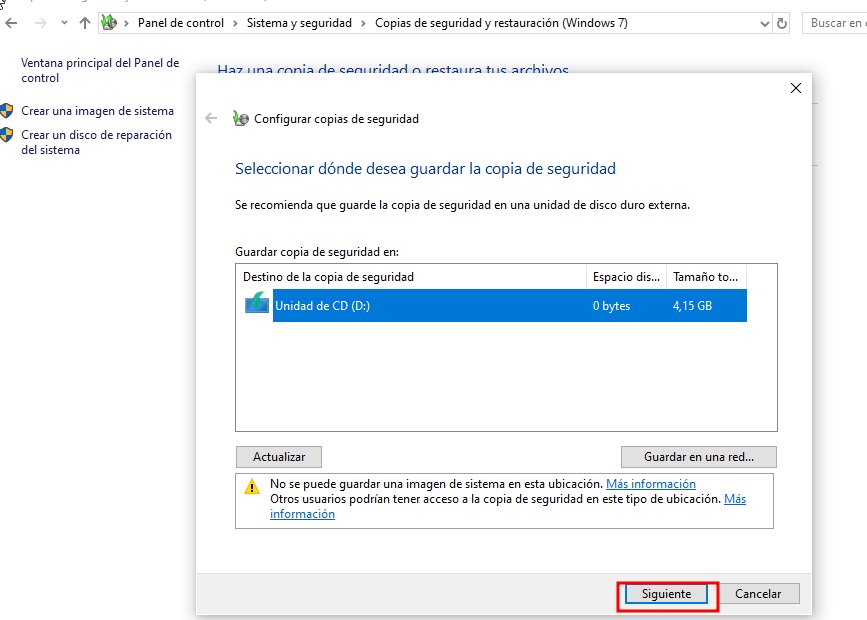 Panel de control > Sistema y seguridad > Copias de seguridad y restauración (Windows 7)
Buscar en
Ventana principal del Panel de
control
Crear una imagen de sistema
Crear un disco de reparación
del sistema
Haz una copia de seguridad o restaura tus archivos
Configurar copias de seguridad
Seleccionar dónde desea guardar la copia de seguridad
Se recomienda que guarde la copia de seguridad en una unidad de disco duro externa.
Guardar copia de seguridad en:
Destino de la copia de seguridad Espacio dis... Tamaño to...
Unidad de CD (D:) 0 bytes 4,15 GB
Actualizar Guardar en una red...
No se puede guardar una imagen de sistema en esta ubicación. Más información
Otros usuarios podrían tener acceso a la copia de seguridad en este tipo de ubicación. Más
información
Siguiente Cancelar